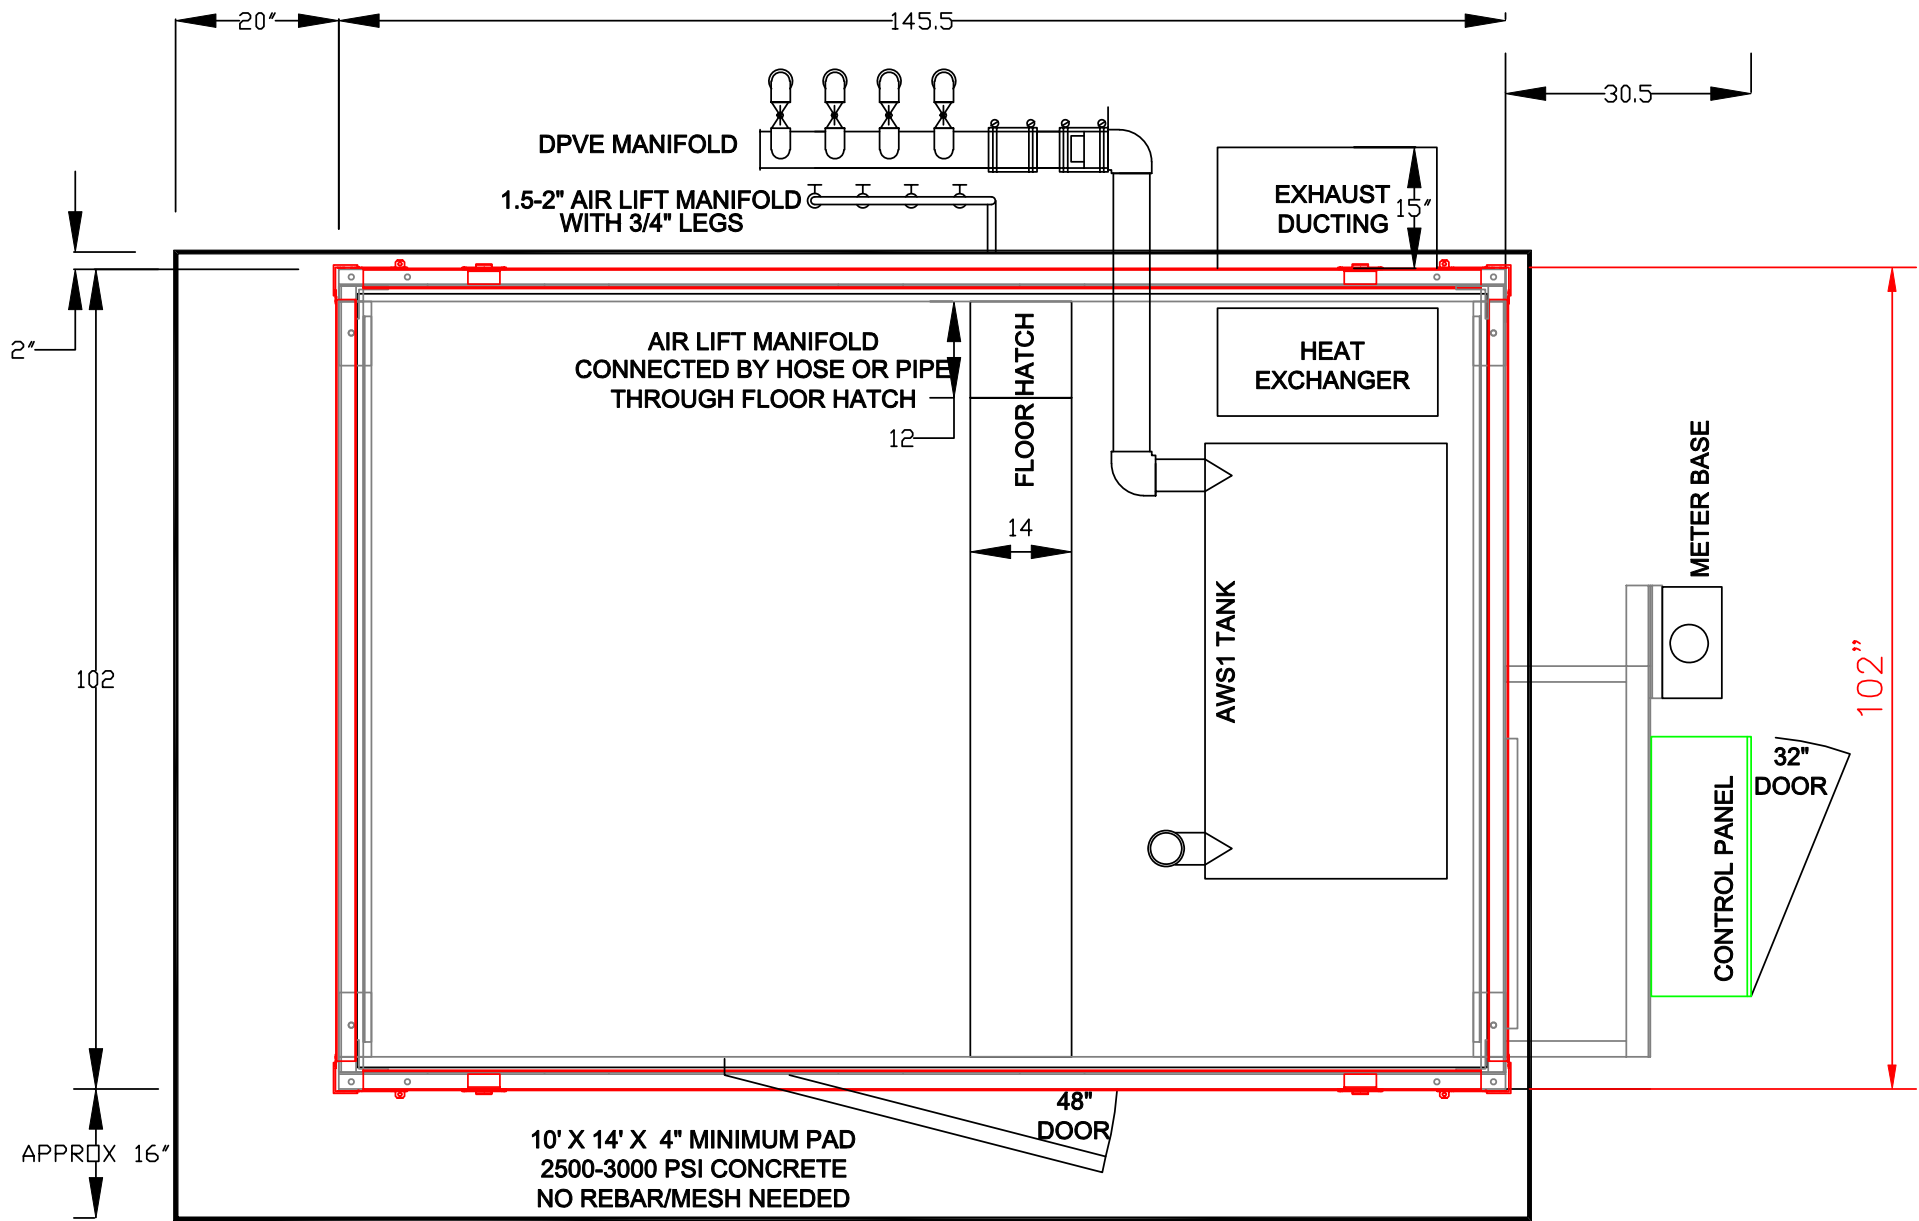 20"
145.5
30.5
DPVE MANIFOLD
1.5-2" AIR LIFT MANIFOLD
WITH 3/4" LEGS
EXHAUST
DUCTING
15"
2"
AIR LIFT MANIFOLD
CONNECTED BY HOSE OR PIPE
THROUGH FLOOR HATCH
12
FLOOR HATCH
14
HEAT
EXCHANGER
METER BASE
AWS1 TANK
102
102"
32"
DOOR
CONTROL PANEL
48"
DOOR
APPROX 16"
10' X 14' X 4" MINIMUM PAD
2500-3000 PSI CONCRETE
NO REBAR/MESH NEEDED